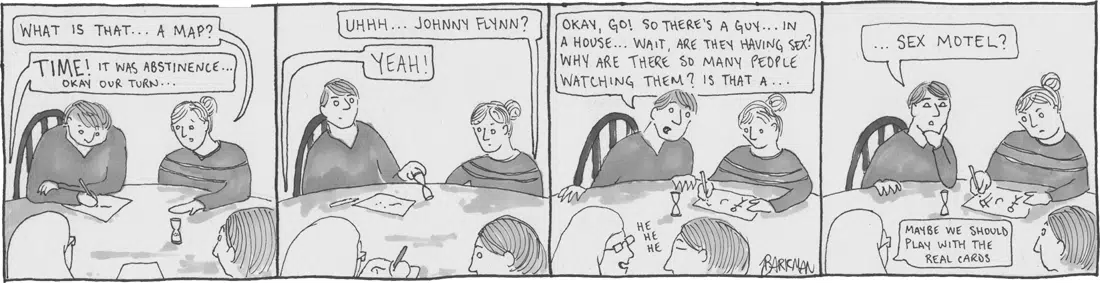 WHAT IS THAT... A MAP?
TIME! IT WAS ABSTINENCE...
OKAY OUR TURN...
UHHH... JOHNNY FLYNN?
YEAH!
OKAY, GO! SO THERE'S A GUY... IN
A HOUSE... WAIT, ARE THEY HAVING SEX?
WHY ARE THERE SO MANY PEOPLE
WATCHING THEM? IS THAT A...
HE
HE
HE
BARKMAN
... SEX MOTEL?
MAYBE WE SHOULD
PLAY WITH THE
REAL CARDS